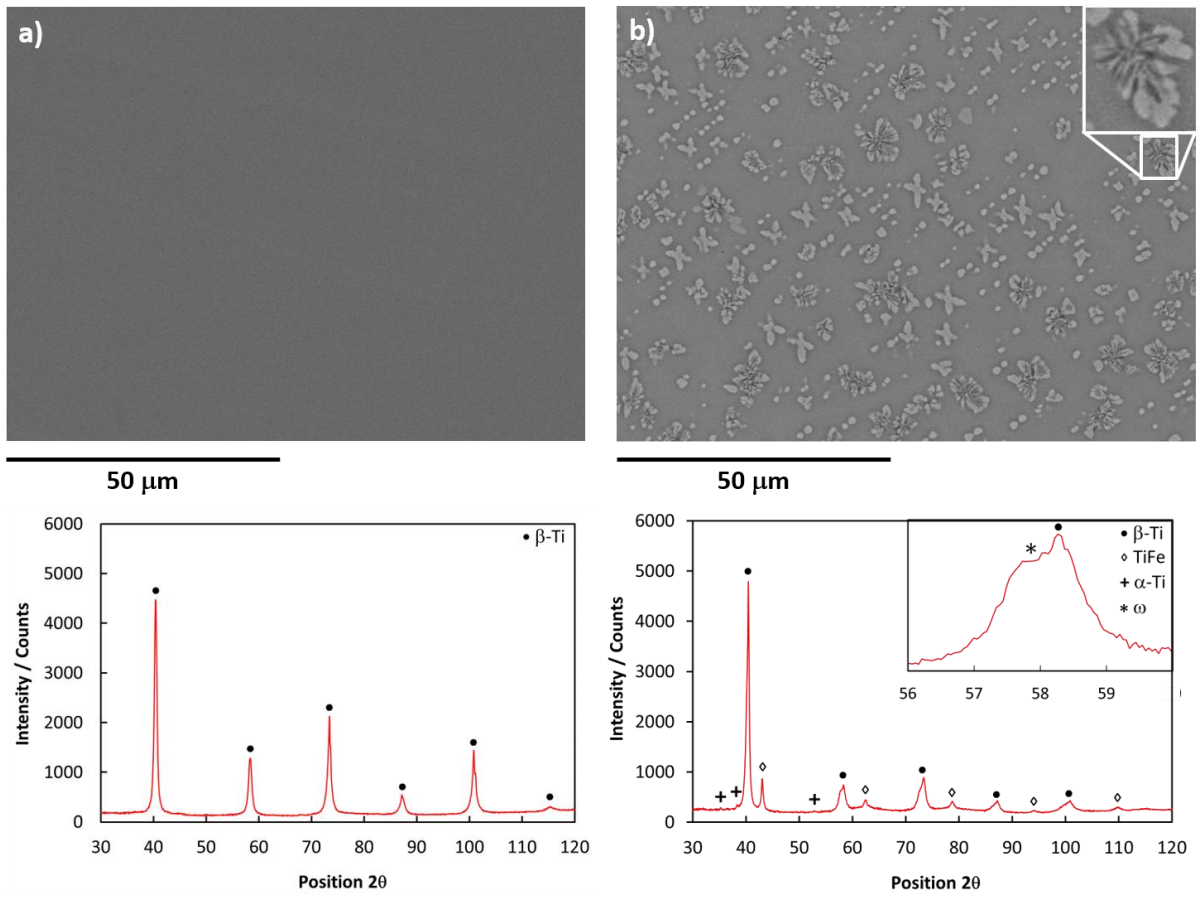 a)
b)
50 μm
50 μm
6000
5000
4000
3000
2000
1000
0
Intensity / Counts
β-Ti
30 40 50 60 70 80 90 100 110 120
Position 2θ
6000
5000
4000
3000
2000
1000
0
Intensity / Counts
β-Ti
TiFe
α-Ti
* ω
*
56 57 58 59
30 40 50 60 70 80 90 100 110 120
Position 2θ